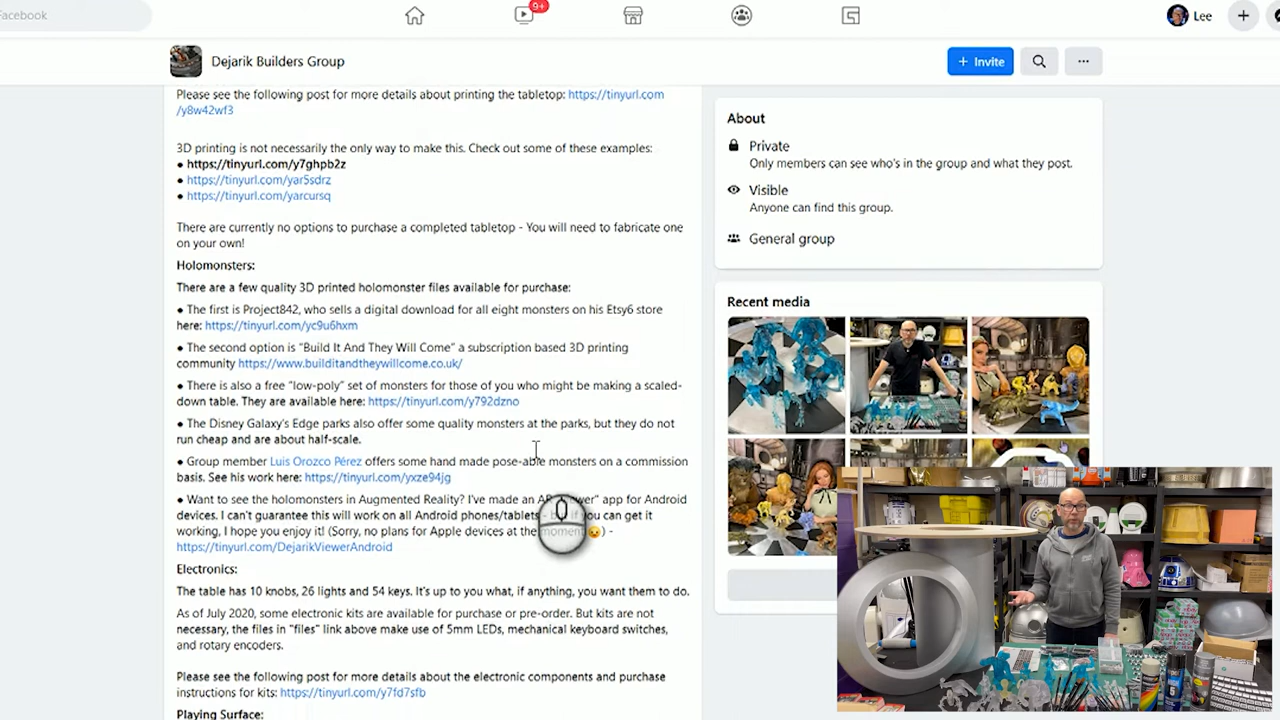 Facebook
9+
Lee
Dejarik Builders Group
+ Invite
Please see the following post for more details about printing the tabletop: https://tinyurl.com
/y8w42wf3
3D printing is not necessarily the only way to make this. Check out some of these examples:
● https://tinyurl.com/y7ghpb2z
● https://tinyurl.com/yar5sdrz
● https://tinyurl.com/yarcursq
There are currently no options to purchase a completed tabletop - You will need to fabricate one
on your own!
Holomonsters:
There are a few quality 3D printed holomonster files available for purchase:
● The first is Project842, who sells a digital download for all eight monsters on his Etsy6 store
here: https://tinyurl.com/yc9u6hxm
● The second option is "Build It And They Will Come" a subscription based 3D printing
community https://www.builditandtheywillcome.co.uk/
● There is also a free "low-poly" set of monsters for those of you who might be making a scaled-
down table. They are available here: https://tinyurl.com/y792dzno
● The Disney Galaxy's Edge parks also offer some quality monsters at the parks, but they do not
run cheap and are about half-scale.
● Group member Luis Orozco Pérez offers some hand made pose-able monsters on a commission
basis. See his work here: https://tinyurl.com/yxze94jg
● Want to see the holomonsters in Augmented Reality? I've made an app for Android
devices. I can't guarantee this will work on all Android phones/tablets - you can get it
working, I hope you enjoy it! (Sorry, no plans for Apple devices at the moment 😉) -
https://tinyurl.com/DejarikViewerAndroid
Electronics:
The table has 10 knobs, 26 lights and 54 keys. It's up to you what, if anything, you want them to do.
As of July 2020, some electronic kits are available for purchase or pre-order. But kits are not
necessary, the files in "files" link above make use of 5mm LEDs, mechanical keyboard switches,
and rotary encoders.
Please see the following post for more details about the electronic components and purchase
instructions for kits: https://tinyurl.com/y7fd7sfb
Playing Surface:
About
Private
Only members can see who's in the group and what they post.
Visible
Anyone can find this group.
General group
Recent media